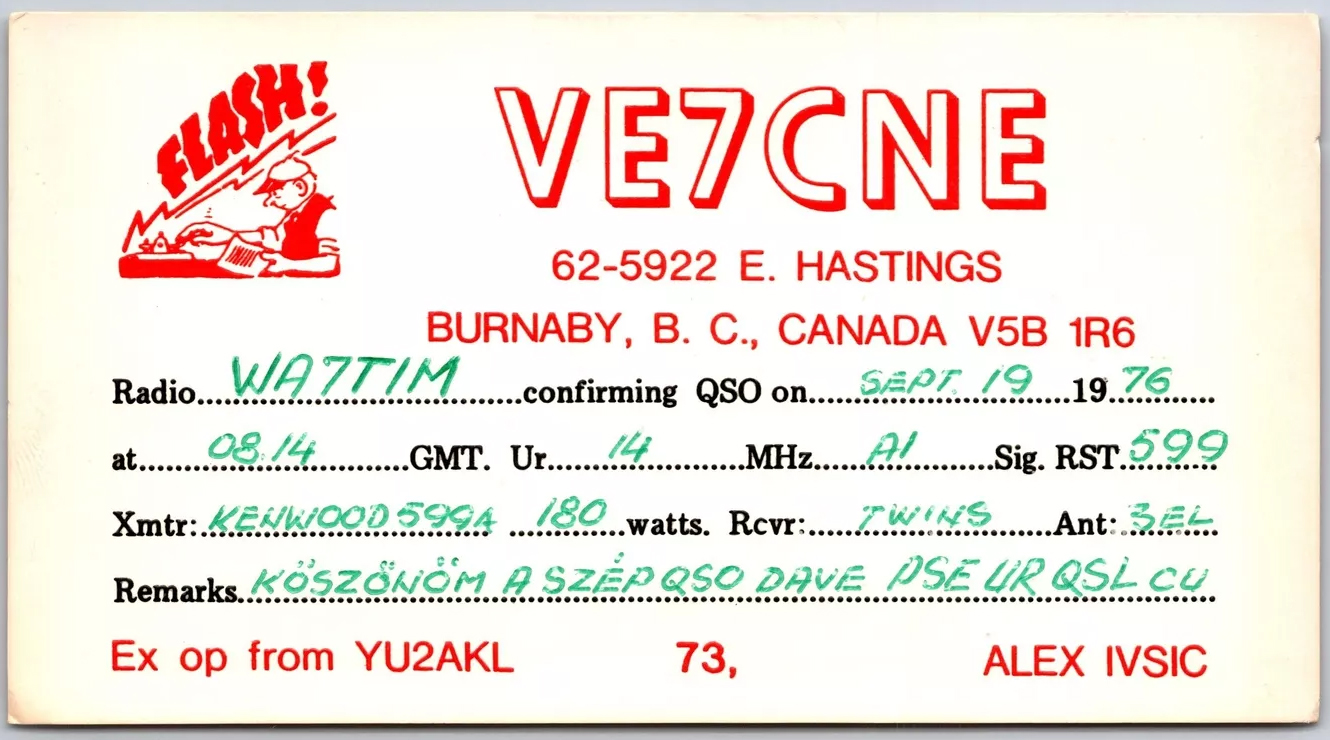 FLASH!
VE7CNE
62-5922 E. HASTINGS
BURNABY, B. C., CANADA V5B 1R6
Radio WA7TIM confirming QSO on SEPT. 19 1976
at 08.14 GMT. Ur 14 MHz A1 Sig. RST 599
Xmtr: KENWOOD 599A 180 watts. Rcvr: TWINS Ant: 3EL
Remarks KÖSZÖNÖM A SZÉP QSO DAVE PSE UR QSL CU
Ex op from YU2AKL 73, ALEX IVSIC